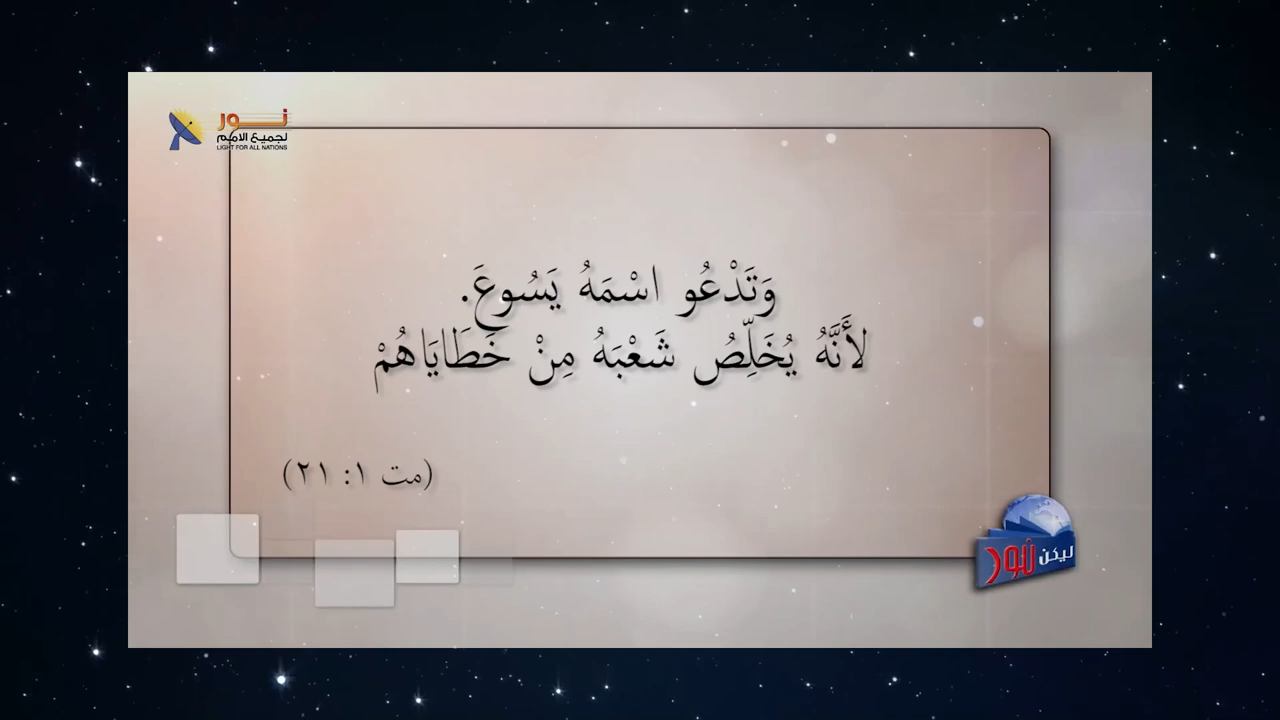 نور
لجميع الأمم
LIGHT FOR ALL NATIONS
وَتَدْعُو اسْمَهُ يَسُوعَ.
لأَنَّهُ يُخَلِّصُ شَعْبَهُ مِنْ خَطَايَاهُمْ
(مت ١: ٢١)
ليكن نور